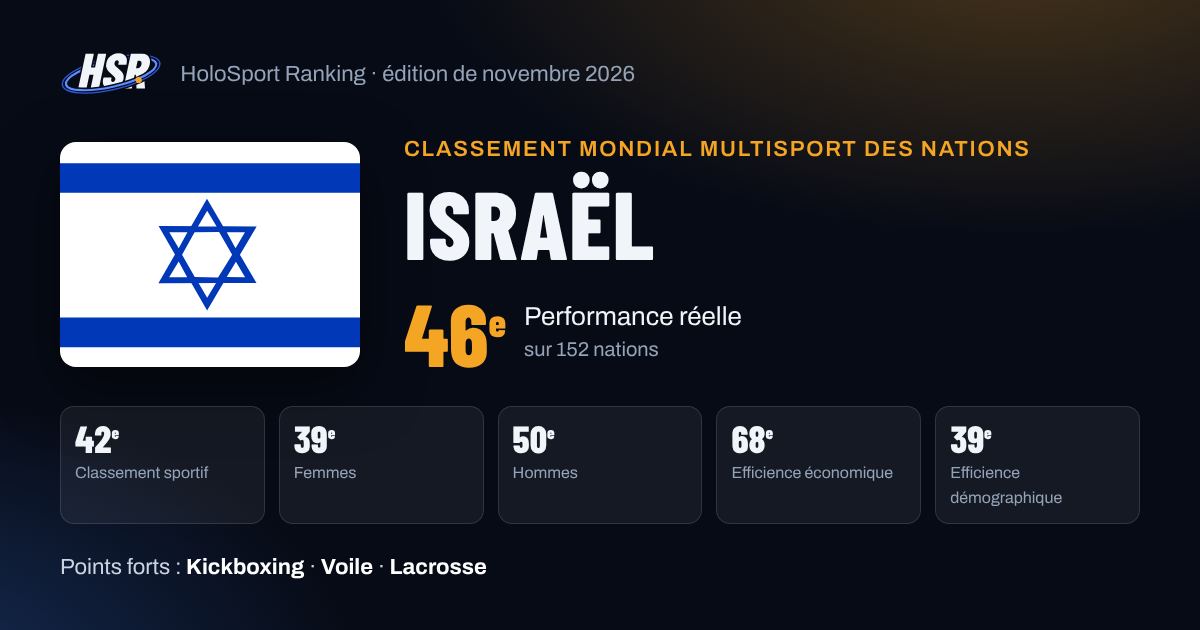 HSR HoloSport Ranking · édition de novembre 2026
CLASSEMENT MONDIAL MULTISPORT DES NATIONS
ISRAËL
46e Performance réelle
sur 152 nations
42e
Classement sportif
39e
Femmes
50e
Hommes
68e
Efficience économique
39e
Efficience
démographique
Points forts : Kickboxing · Voile · Lacrosse